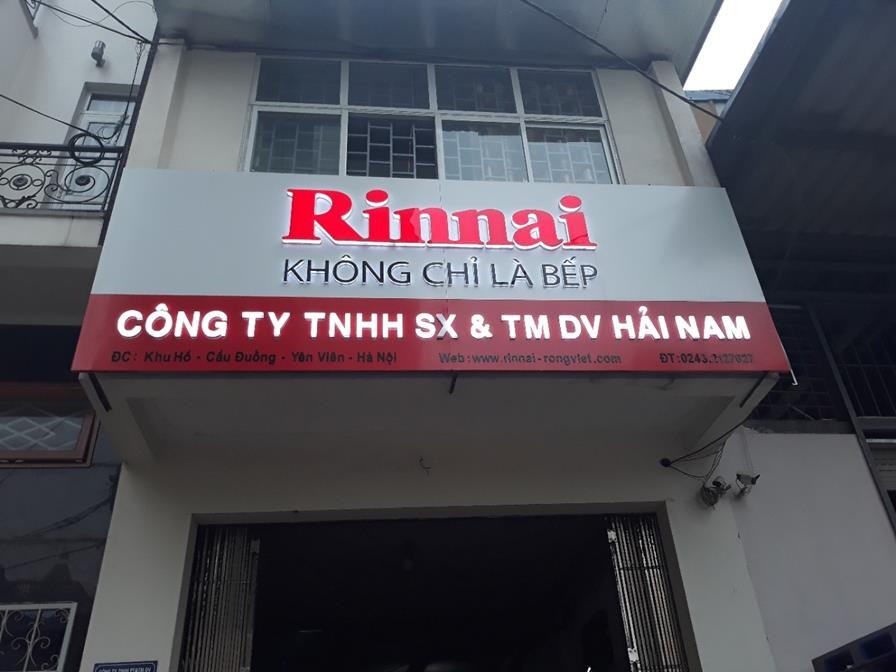 Rinnai
KHÔNG CHỈ LÀ BẾP
CÔNG TY TNHH SX & TM DV HẢI NAM
ĐC: Khu Hồ - Cầu Đuống - Yên Viên - Hà Nội Web: www.rinnai-rongviet.com ĐT: